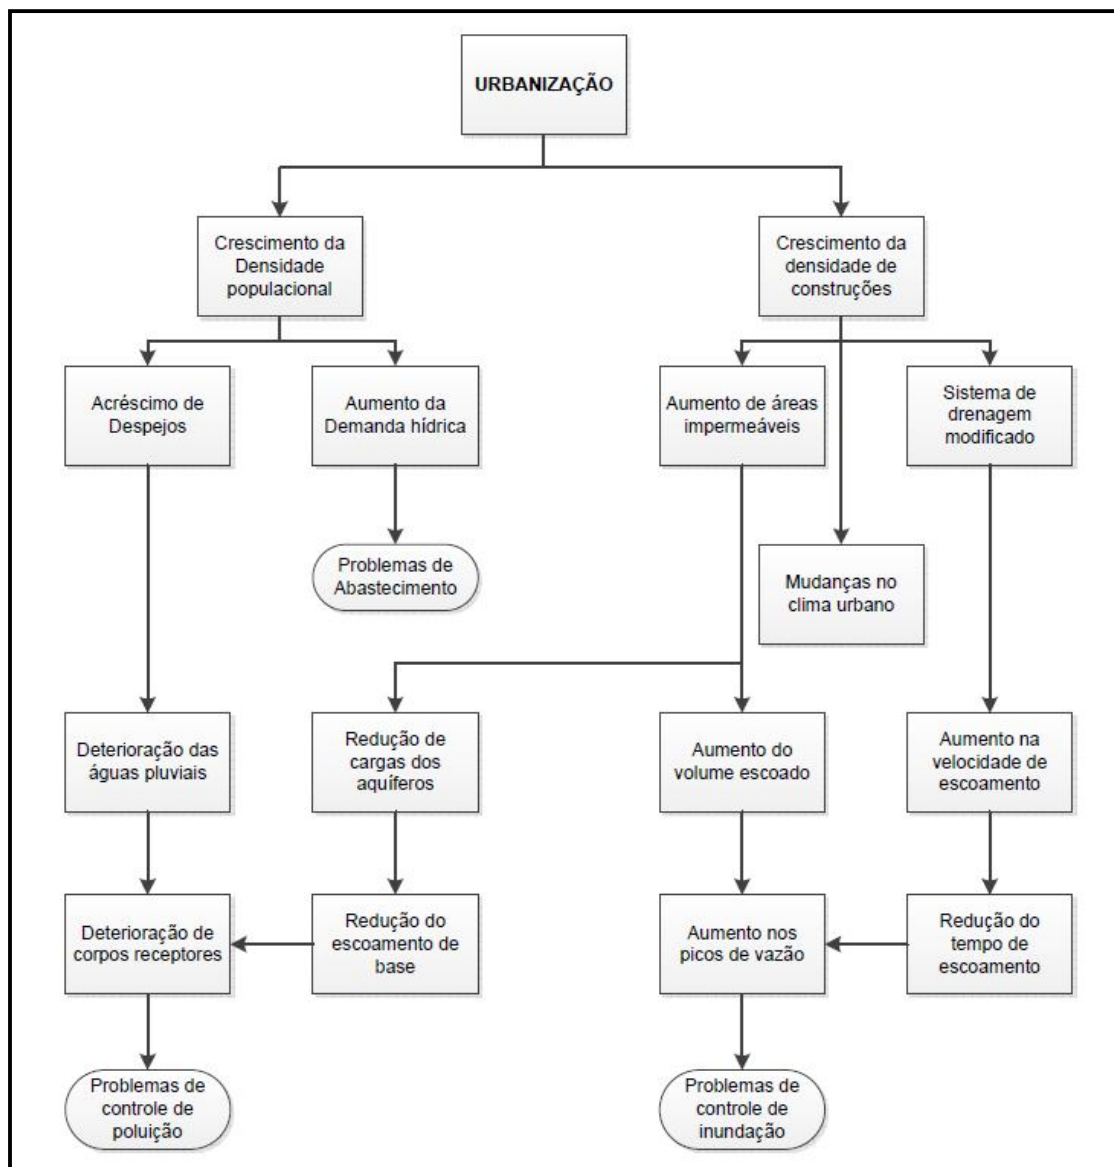 URBANIZAÇÃO
Crescimento da
Densidade
populacional
Crescimento da
densidade de
construções
Acréscimo de
Despejos
Aumento da
Demanda hídrica
Aumento de áreas
impermeáveis
Sistema de
drenagem
modificado
Problemas de
Abastecimento
Mudanças no
clima urbano
Deterioração das
águas pluviais
Redução de
cargas dos
aquíferos
Aumento do
volume escoado
Aumento na
velocidade de
escoamento
Deterioração de
corpos receptores
Redução do
escoamento de
base
Aumento nos
picos de vazão
Redução do
tempo de
escoamento
Problemas de
controle de
poluição
Problemas de
controle de
inundação